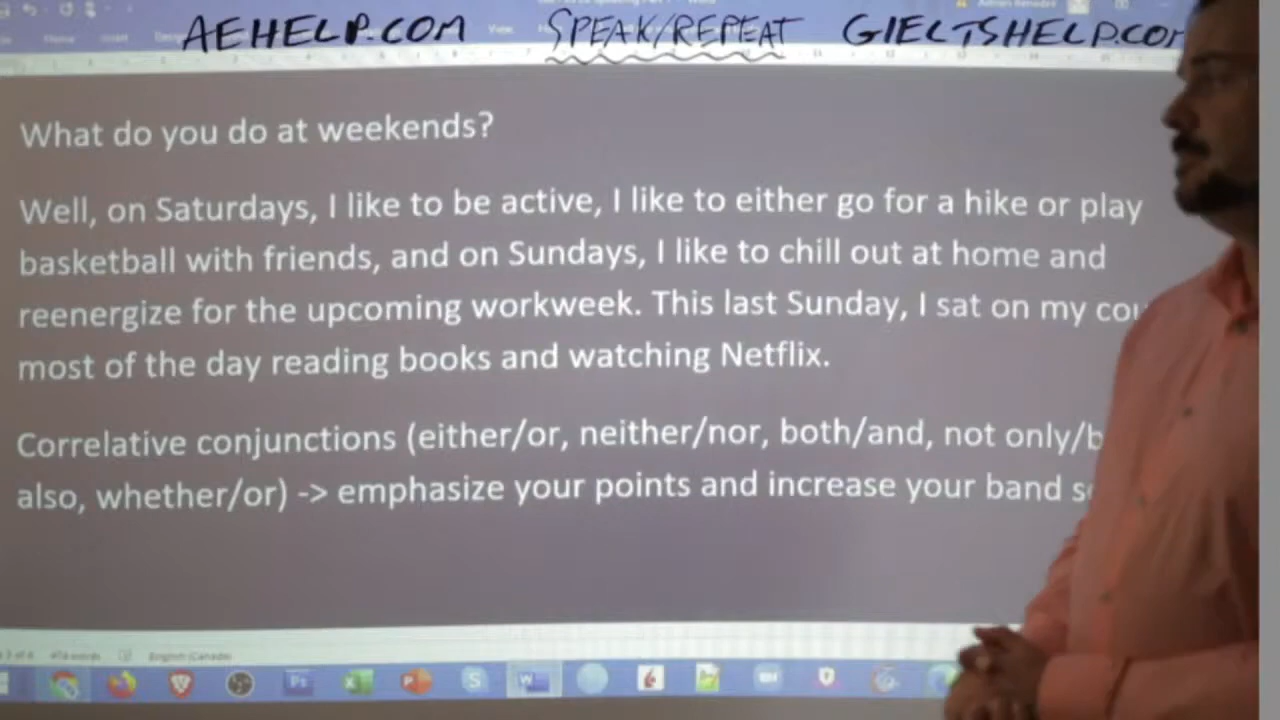 AEHELP.COM SPEAK/REPEAT GIELTSHELP.COM
What do you do at weekends?
Well, on Saturdays, I like to be active, I like to either go for a hike or play
basketball with friends, and on Sundays, I like to chill out at home and
reenergize for the upcoming workweek. This last Sunday, I sat on my
most of the day reading books and watching Netflix.
Correlative conjunctions (either/or, neither/nor, both/and, not only/b
also, whether/or) -> emphasize your points and increase your band
English (Canada)